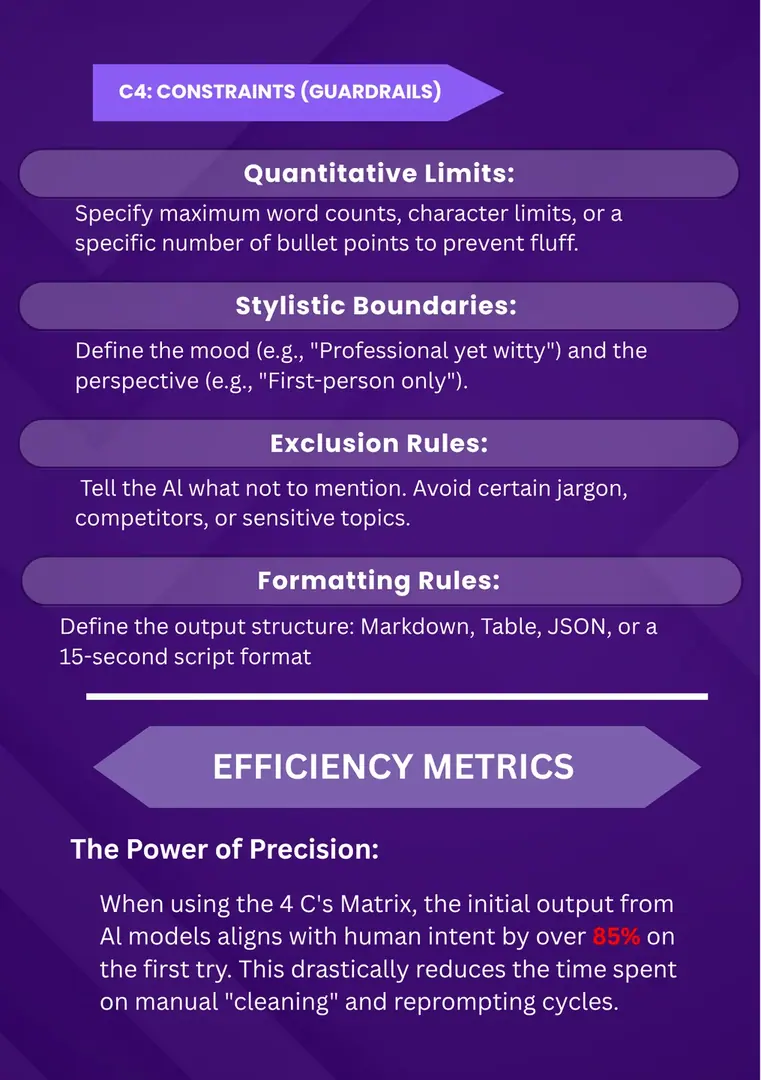 C4: CONSTRAINTS (GUARDRAILS)
Quantitative Limits:
Specify maximum word counts, character limits, or a
specific number of bullet points to prevent fluff.
Stylistic Boundaries:
Define the mood (e.g., "Professional yet witty") and the
perspective (e.g., "First-person only").
Exclusion Rules:
Tell the Al what not to mention. Avoid certain jargon,
competitors, or sensitive topics.
Formatting Rules:
Define the output structure: Markdown, Table, JSON, or a
15-second script format
EFFICIENCY METRICS
The Power of Precision:
When using the 4 C's Matrix, the initial output from
Al models aligns with human intent by over 85% on
the first try. This drastically reduces the time spent
on manual "cleaning" and reprompting cycles.